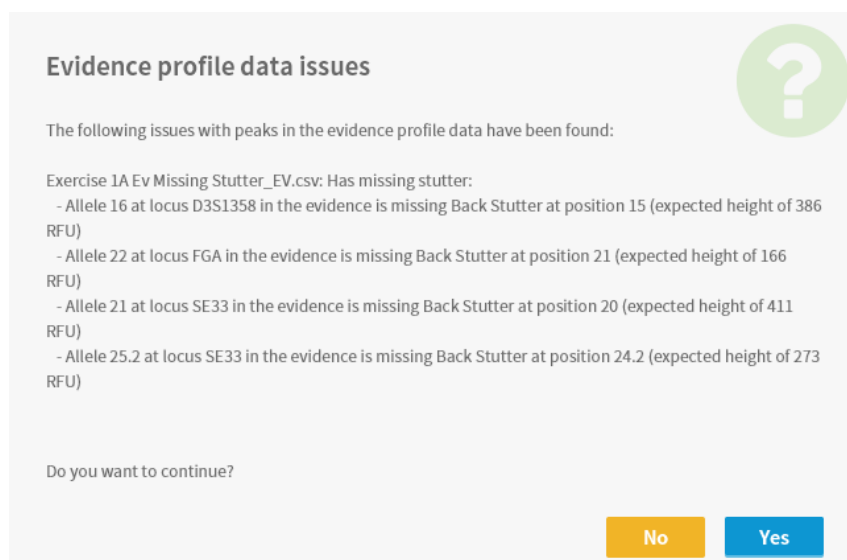 Evidence profile data issues
?
The following issues with peaks in the evidence profile data have been found:
Exercise 1A Ev Missing Stutter_EV.csv: Has missing stutter:
- Allele 16 at locus D3S1358 in the evidence is missing Back Stutter at position 15 (expected height of 386
RFU)
- Allele 22 at locus FGA in the evidence is missing Back Stutter at position 21 (expected height of 166
RFU)
- Allele 21 at locus SE33 in the evidence is missing Back Stutter at position 20 (expected height of 411
RFU)
- Allele 25.2 at locus SE33 in the evidence is missing Back Stutter at position 24.2 (expected height of 273
RFU)
Do you want to continue?
No
Yes